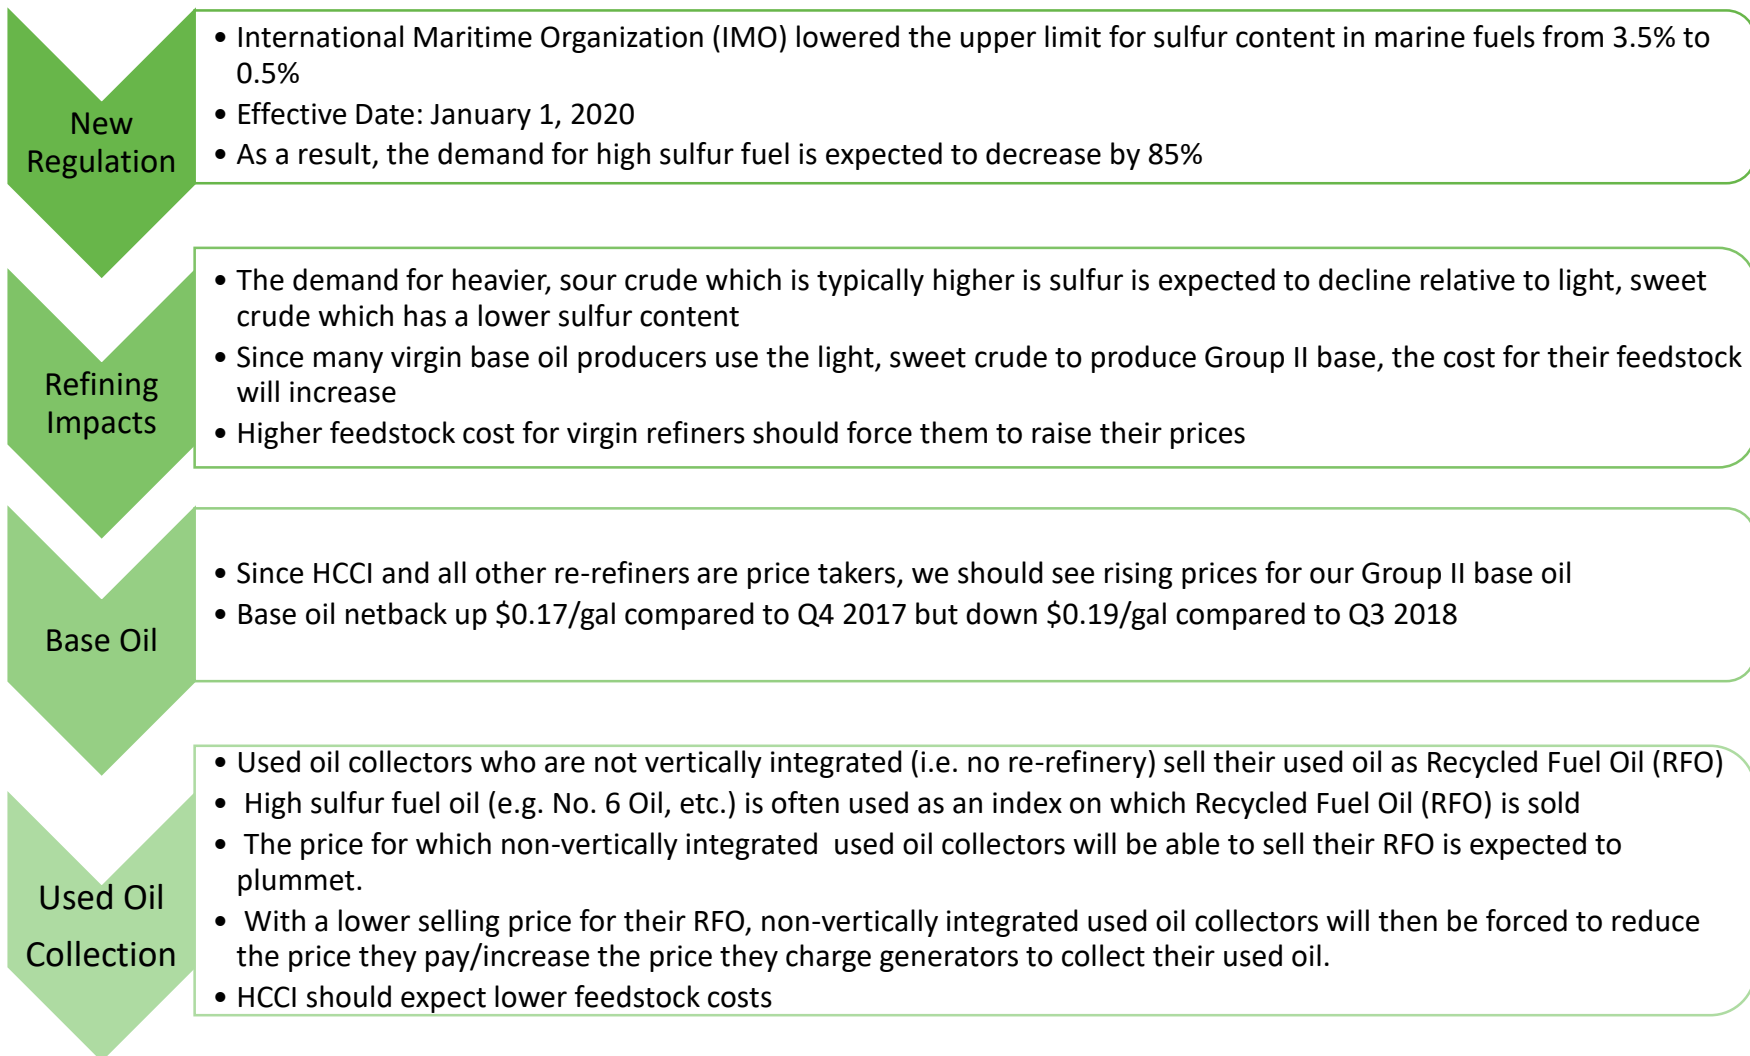 New
Regulation
• International Maritime Organization (IMO) lowered the upper limit for sulfur content in marine fuels from 3.5% to
0.5%
• Effective Date: January 1, 2020
• As a result, the demand for high sulfur fuel is expected to decrease by 85%
Refining
Impacts
• The demand for heavier, sour crude which is typically higher is sulfur is expected to decline relative to light, sweet
crude which has a lower sulfur content
• Since many virgin base oil producers use the light, sweet crude to produce Group II base, the cost for their feedstock
will increase
• Higher feedstock cost for virgin refiners should force them to raise their prices
Base Oil
• Since HCCI and all other re-refiners are price takers, we should see rising prices for our Group II base oil
• Base oil netback up $0.17/gal compared to Q4 2017 but down $0.19/gal compared to Q3 2018
Used Oil
Collection
• Used oil collectors who are not vertically integrated (i.e. no re-refinery) sell their used oil as Recycled Fuel Oil (RFO)
• High sulfur fuel oil (e.g. No. 6 Oil, etc.) is often used as an index on which Recycled Fuel Oil (RFO) is sold
• The price for which non-vertically integrated used oil collectors will be able to sell their RFO is expected to
plummet.
• With a lower selling price for their RFO, non-vertically integrated used oil collectors will then be forced to reduce
the price they pay/increase the price they charge generators to collect their used oil.
• HCCI should expect lower feedstock costs